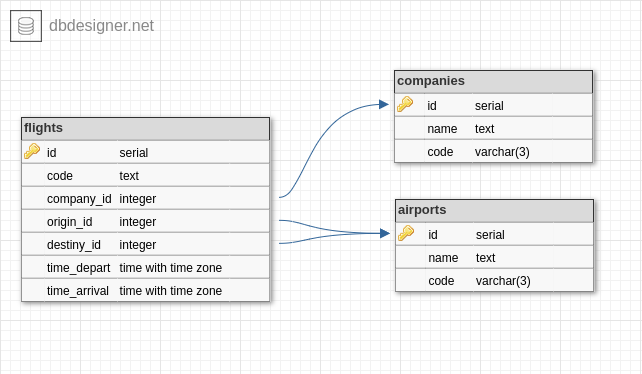 dbdesigner.net
flights
id serial
code text
company_id integer
origin_id integer
destiny_id integer
time_depart time with time zone
time_arrival time with time zone
companies
id serial
name text
code varchar(3)
airports
id serial
name text
code varchar(3)